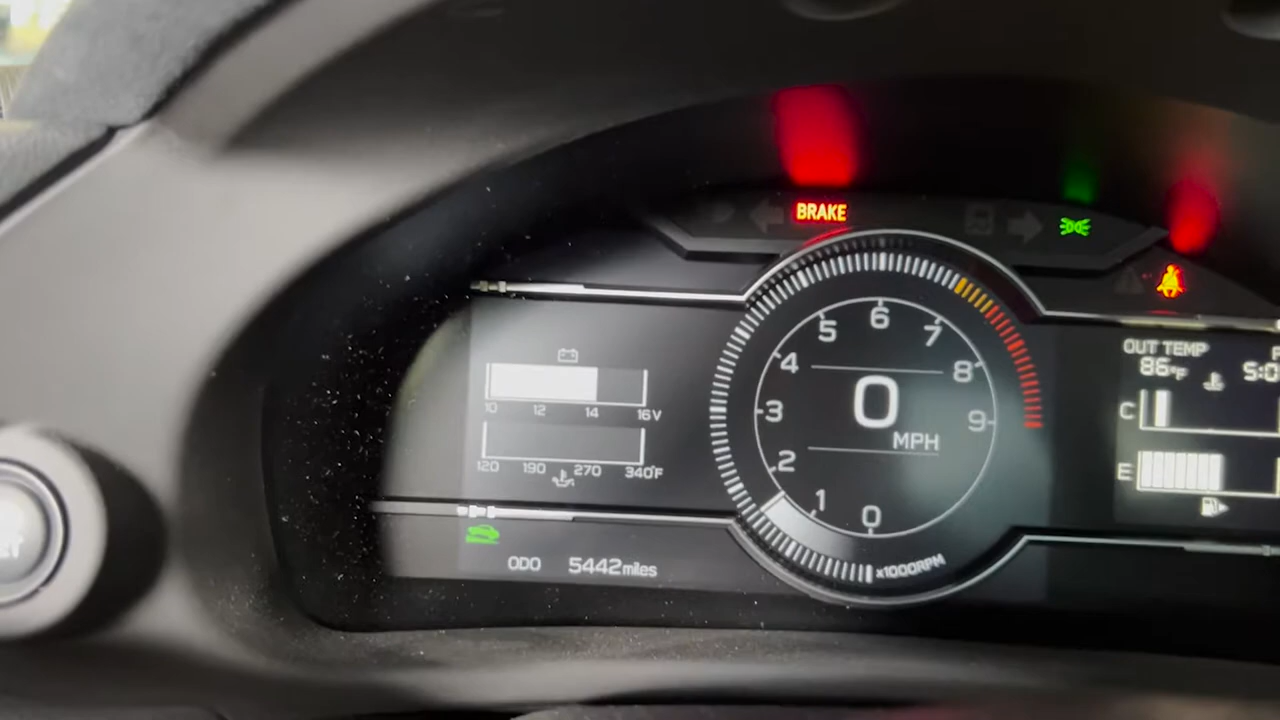 BRAKE
10 12 14 16V
120 190 270 340°F
ODO 5442miles
6
5 7
4 8
3 9
2
1 0
0
MPH
x1000RPM
OUT TEMP
86°F
C
E